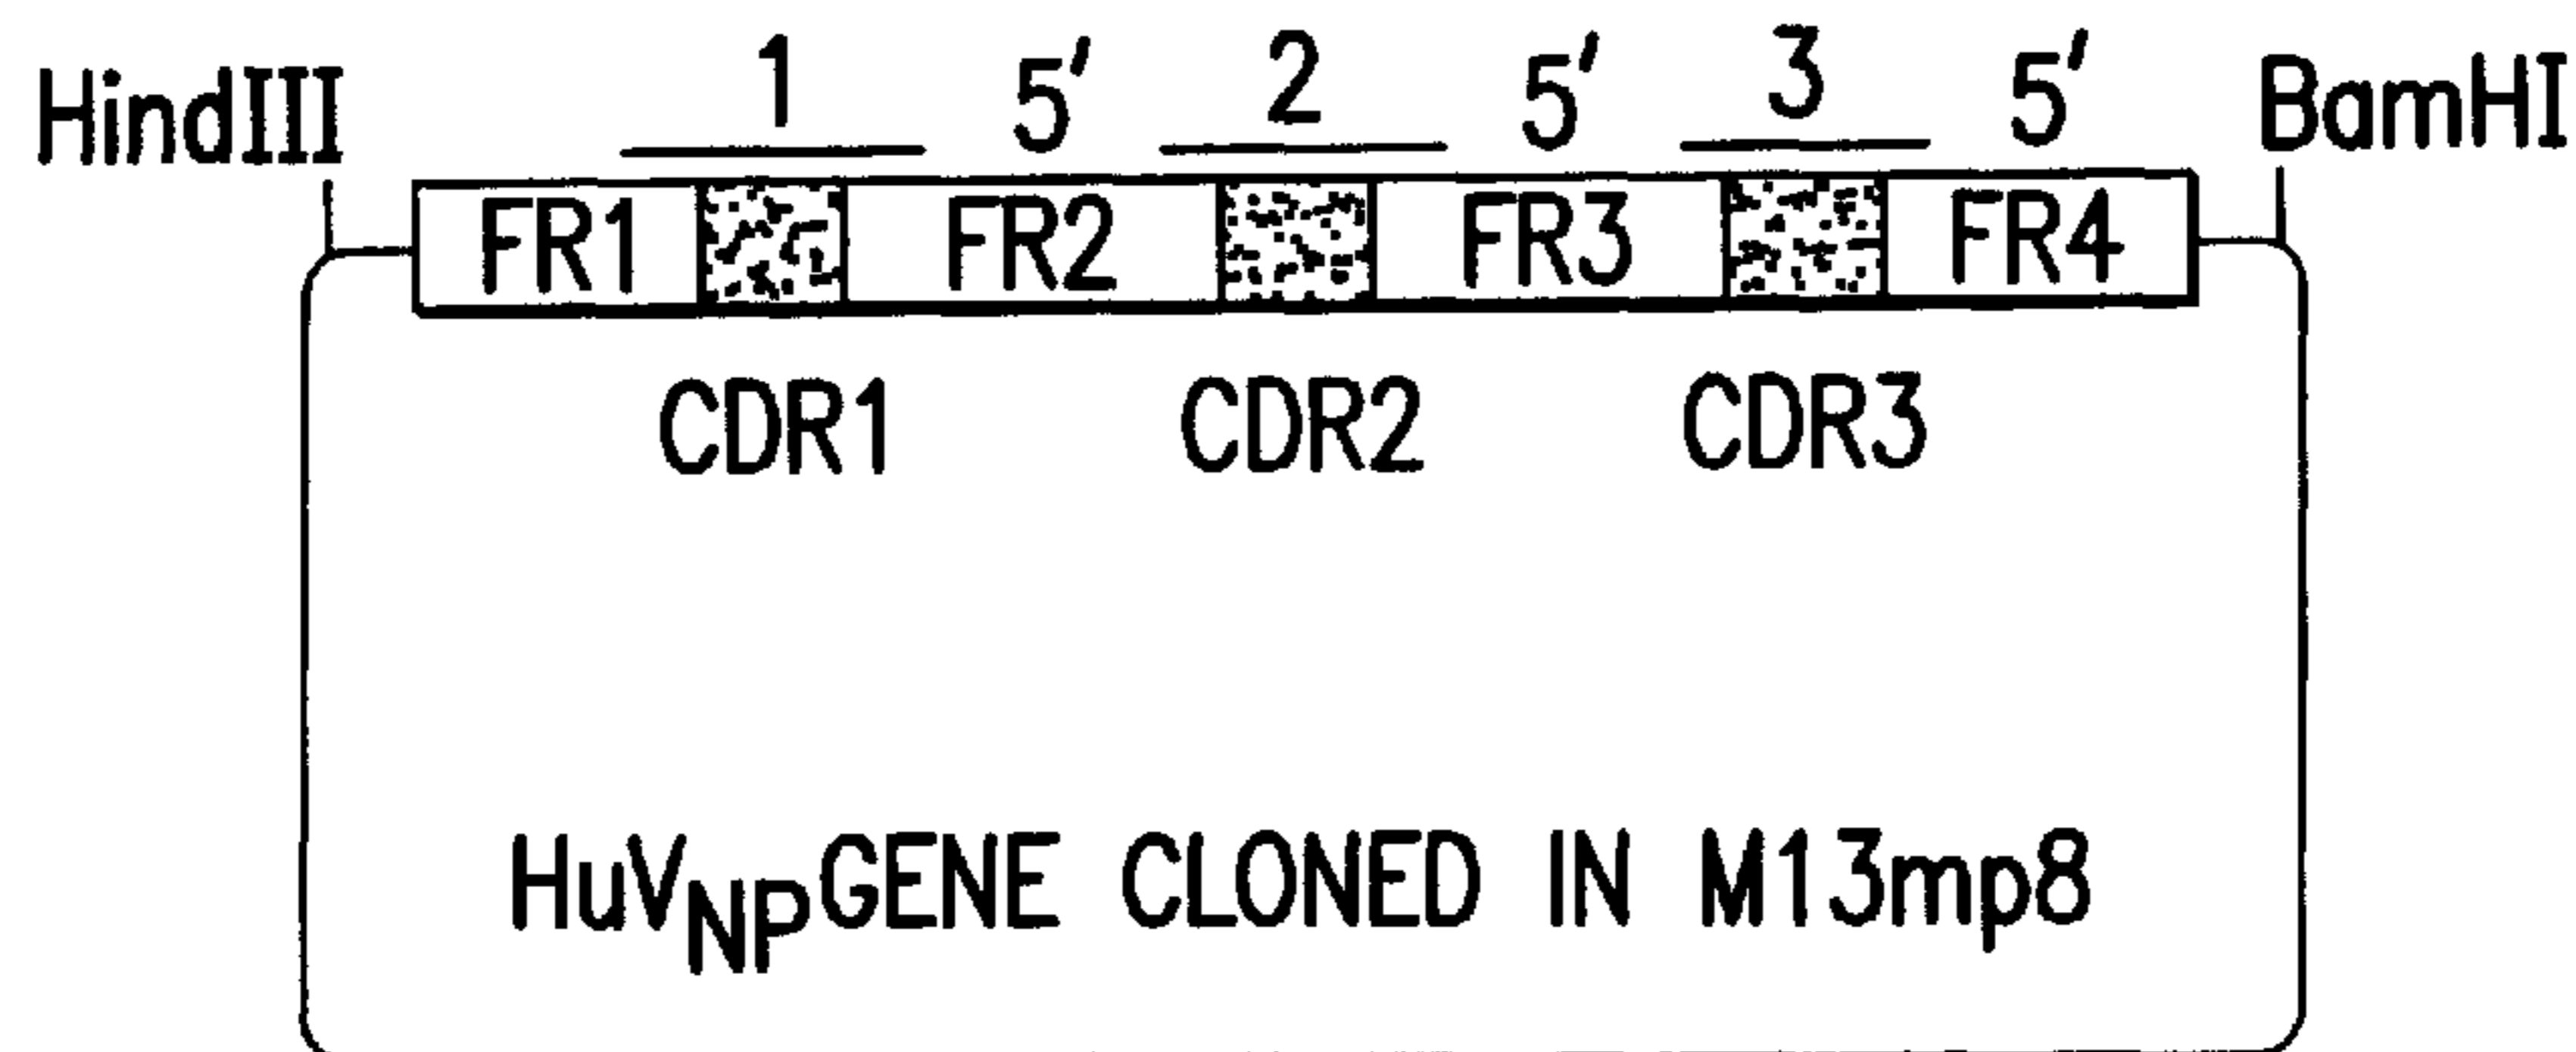 HindIII 1 5′ 2 5′ 3 5′ BamHI
FR1 FR2 FR3 FR4
CDR1 CDR2 CDR3
HuVNPGENE CLONED IN M13mp8